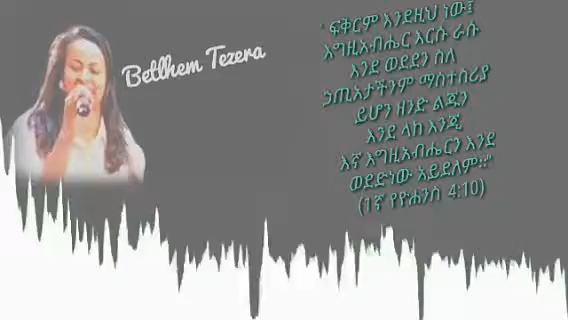 Betlhem Tezera
“ ፍቅርም እንደዚህ ነው፤
እግዚአብሔር እርሱ ራሱ
እንደ ወደደን ስለ
ኃጢአታችንም ማስተስሪያ
ይሆን ዘንድ ልጁን
እንደ ላከ እንጂ
እኛ እግዚአብሔርን እንደ
ወደድነው አይደለም።”
(1ኛ የዮሐንስ 4:10)